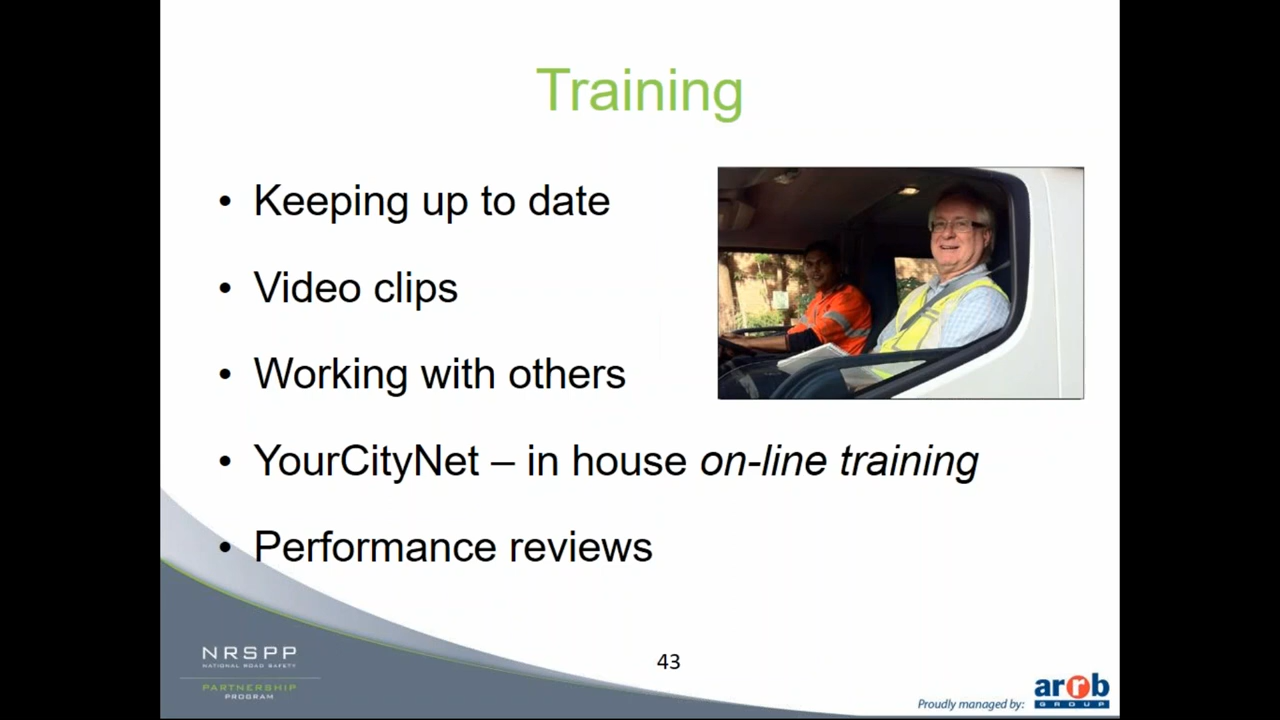 Training
• Keeping up to date
• Video clips
• Working with others
• YourCityNet – in house on-line training
• Performance reviews
NRSPP
NATIONAL ROAD SAFETY
PARTNERSHIP
PROGRAM
43
Proudly managed by:
arrb
GROUP